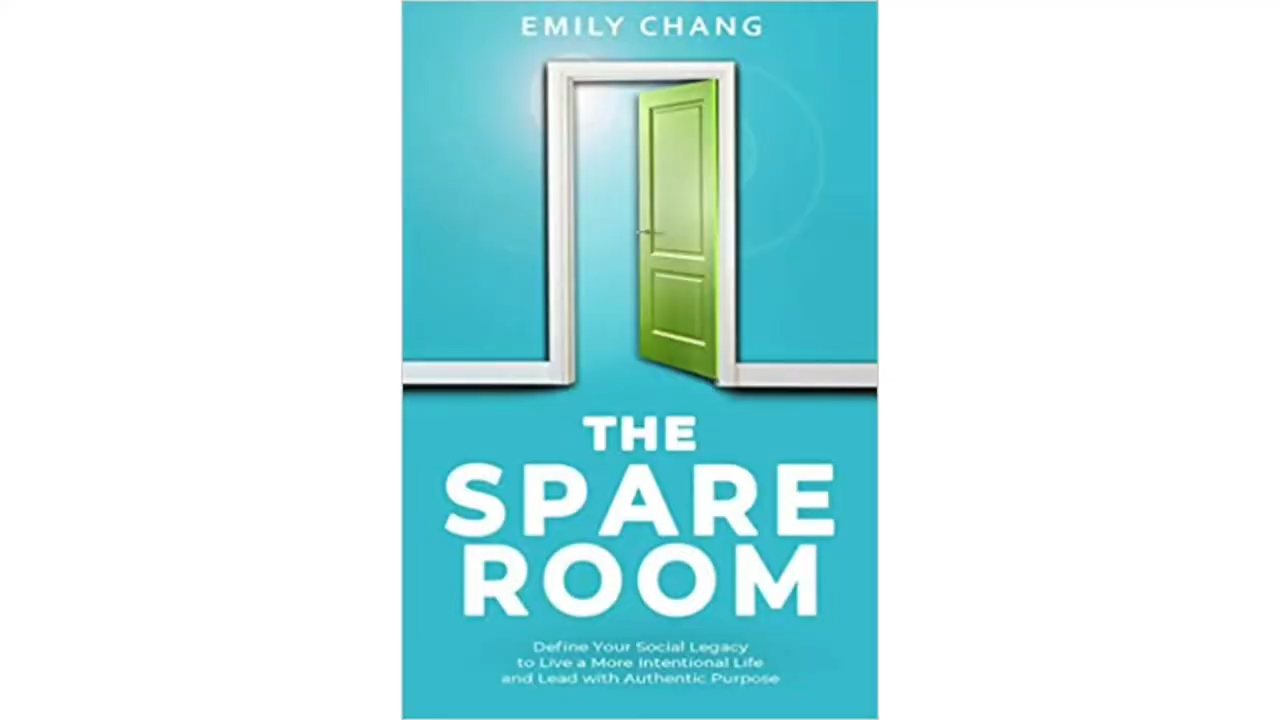 EMILY CHANG
THE
SPARE
ROOM
Define Your Social Legacy
to Live a More Intentional Life
and Lead with Authentic Purpose